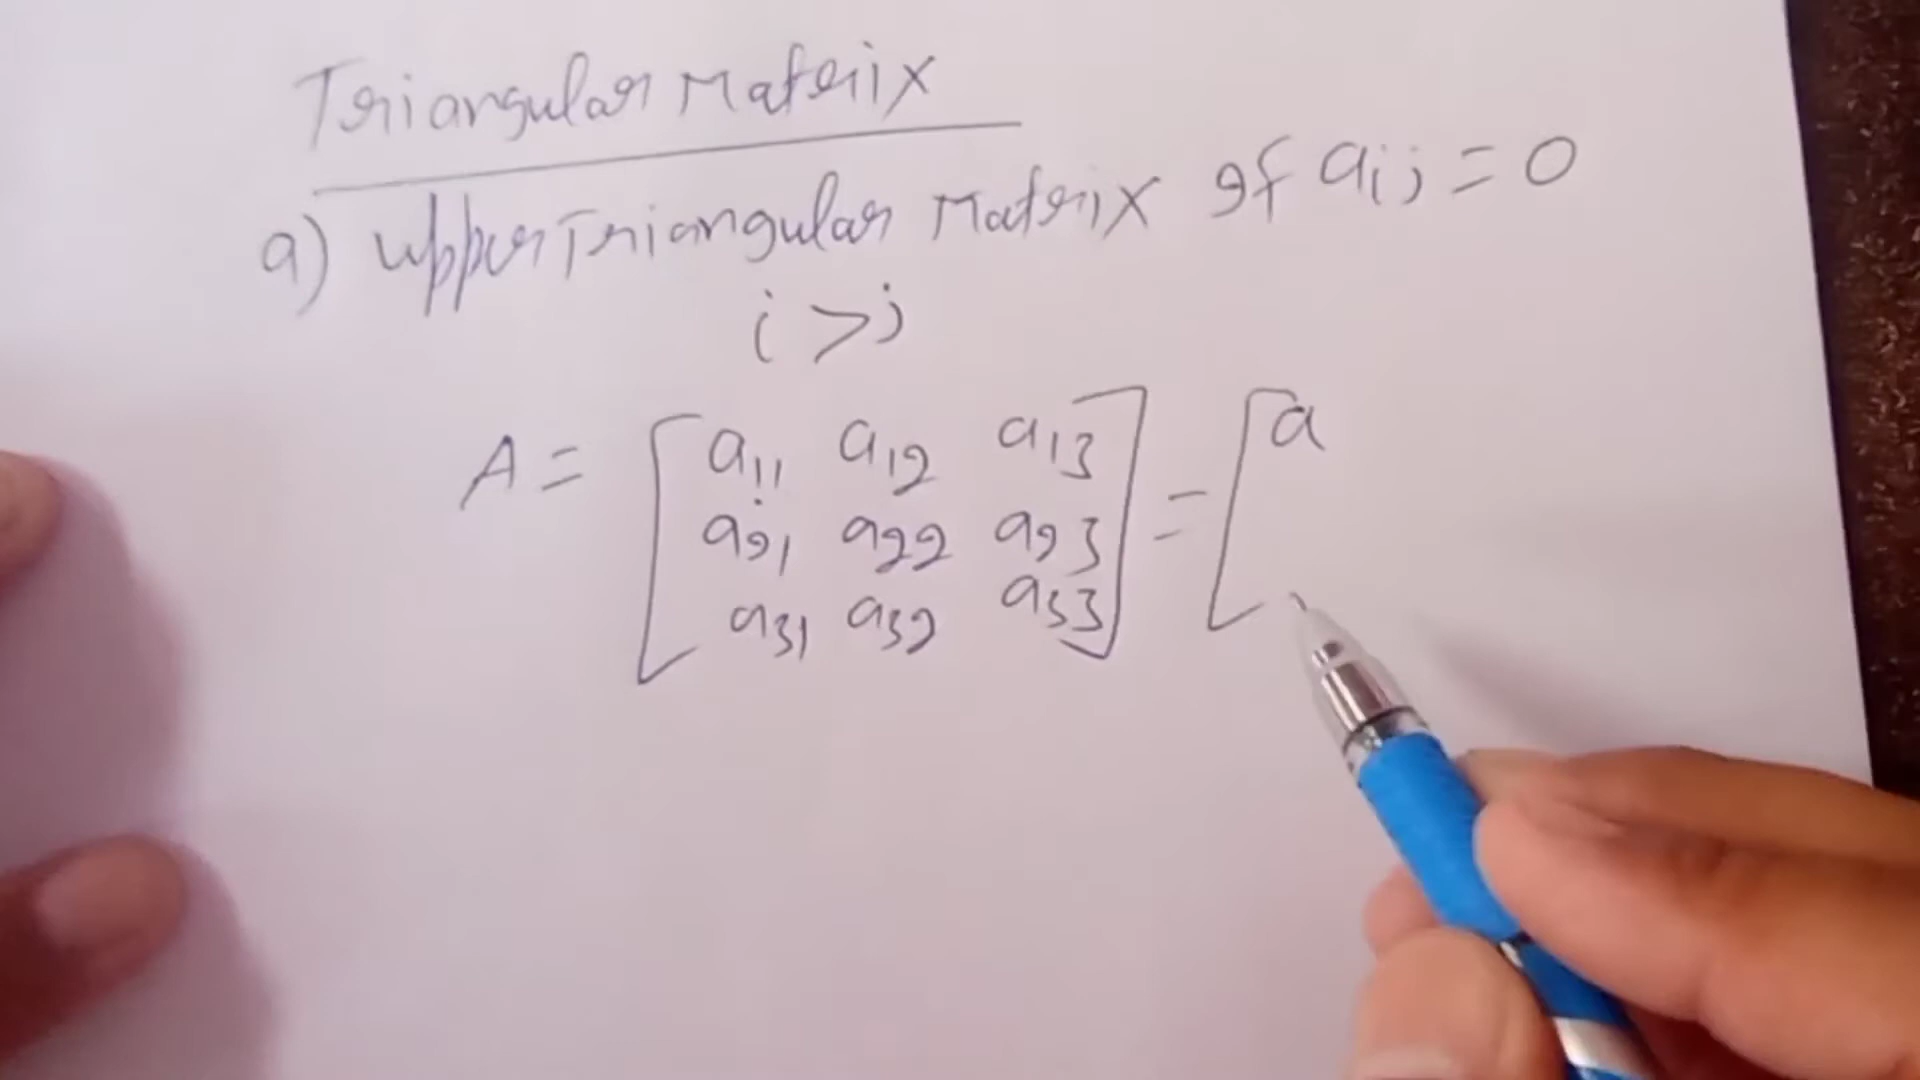 Triangular Matrix
a) upper Triangular Matrix If aij = 0
i > j
A = [ a11 a12 a13 ] = [ a
a21 a22 a23
a31 a32 a33